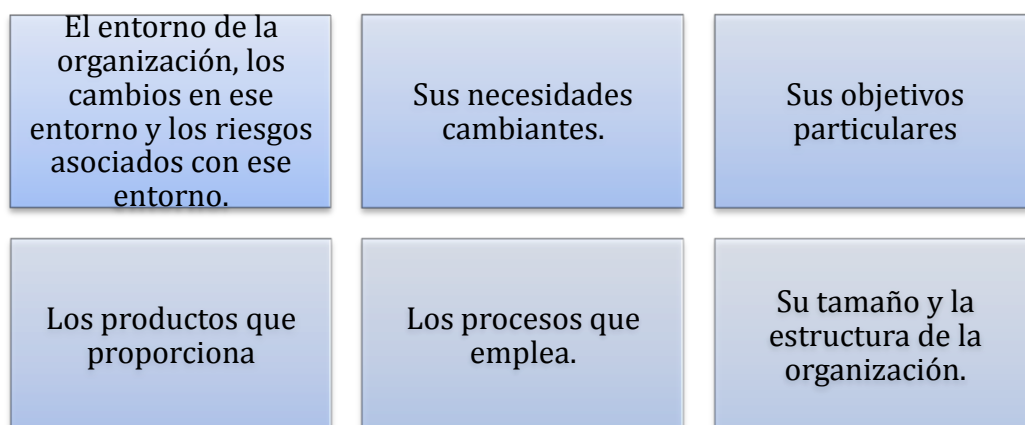 El entorno de la
organización, los
cambios en ese
entorno y los riesgos
asociados con ese
entorno.
Sus necesidades
cambiantes.
Sus objetivos
particulares
Los productos que
proporciona
Los procesos que
emplea.
Su tamaño y la
estructura de la
organización.